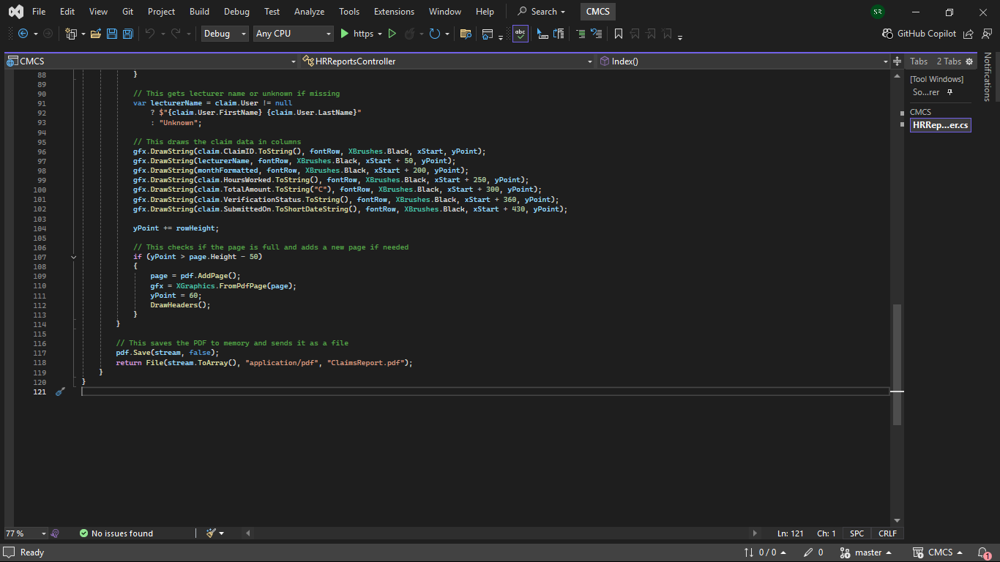 File Edit View Git Project Build Debug Test Analyze Tools Extensions Window Help Search CMCS SR
Debug Any CPU https abc GitHub Copilot
CMCS HRReportsController Index() Tabs 2 Tabs
Notifications
[Tool Windows]
So...rer
CMCS
HRRep...er.cs
88 }
89
90 // This gets lecturer name or unknown if missing
91 var lecturerName = claim.User != null
92 ? $"{claim.User.FirstName} {claim.User.LastName}"
93 : "Unknown";
94
95 // This draws the claim data in columns
96 gfx.DrawString(claim.ClaimID.ToString(), fontRow, XBrushes.Black, xStart, yPoint);
97 gfx.DrawString(lecturerName, fontRow, XBrushes.Black, xStart + 50, yPoint);
98 gfx.DrawString(monthFormatted, fontRow, XBrushes.Black, xStart + 200, yPoint);
99 gfx.DrawString(claim.HoursWorked.ToString(), fontRow, XBrushes.Black, xStart + 250, yPoint);
100 gfx.DrawString(claim.TotalAmount.ToString("C"), fontRow, XBrushes.Black, xStart + 300, yPoint);
101 gfx.DrawString(claim.VerificationStatus.ToString(), fontRow, XBrushes.Black, xStart + 360, yPoint);
102 gfx.DrawString(claim.SubmittedOn.ToShortDateString(), fontRow, XBrushes.Black, xStart + 430, yPoint);
103
104 yPoint += rowHeight;
105
106 // This checks if the page is full and adds a new page if needed
107 if (yPoint > page.Height - 50)
108 {
109 page = pdf.AddPage();
110 gfx = XGraphics.FromPdfPage(page);
111 yPoint = 60;
112 DrawHeaders();
113 }
114 }
115
116 // This saves the PDF to memory and sends it as a file
117 pdf.Save(stream, false);
118 return File(stream.ToArray(), "application/pdf", "ClaimsReport.pdf");
119 }
120 }
121
77 % No issues found Ln: 121 Ch: 1 SPC CRLF
Ready 0 / 0 0 master CMCS 1